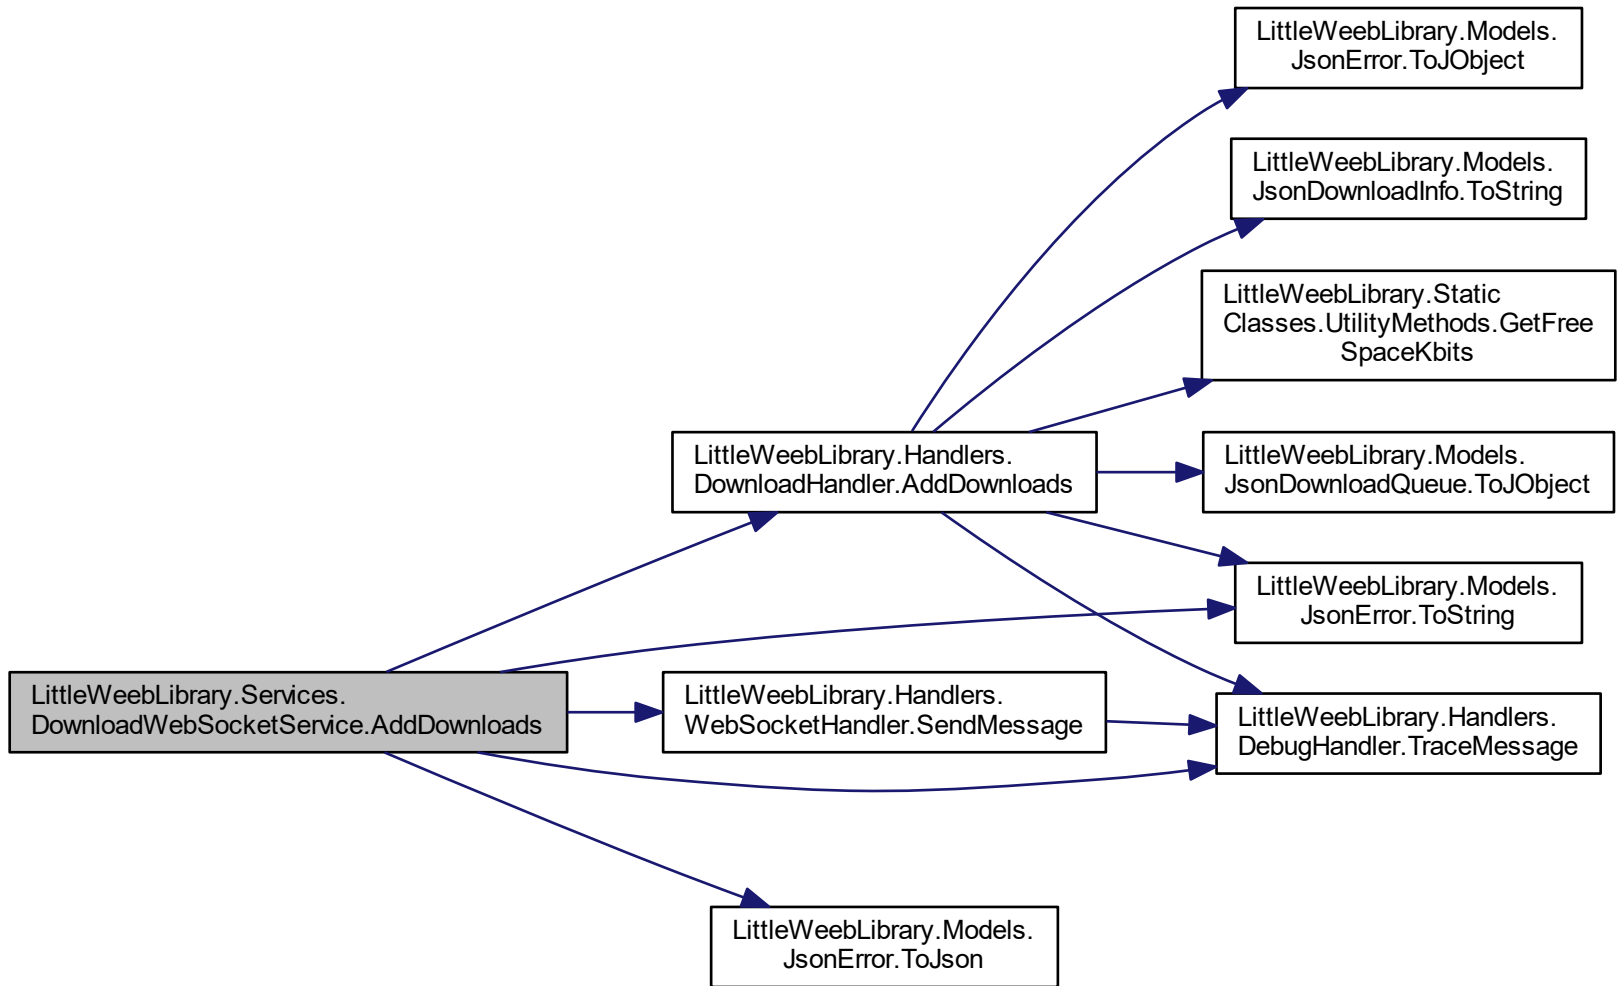 LittleWeebLibrary.Models.
JsonError.ToJObject
LittleWeebLibrary.Models.
JsonDownloadInfo.ToString
LittleWeebLibrary.Static
Classes.UtilityMethods.GetFree
SpaceKbits
LittleWeebLibrary.Handlers.
DownloadHandler.AddDownloads
LittleWeebLibrary.Models.
JsonDownloadQueue.ToJObject
LittleWeebLibrary.Models.
JsonError.ToString
LittleWeebLibrary.Services.
DownloadWebSocketService.AddDownloads
LittleWeebLibrary.Handlers.
WebSocketHandler.SendMessage
LittleWeebLibrary.Handlers.
DebugHandler.TraceMessage
LittleWeebLibrary.Models.
JsonError.ToJson